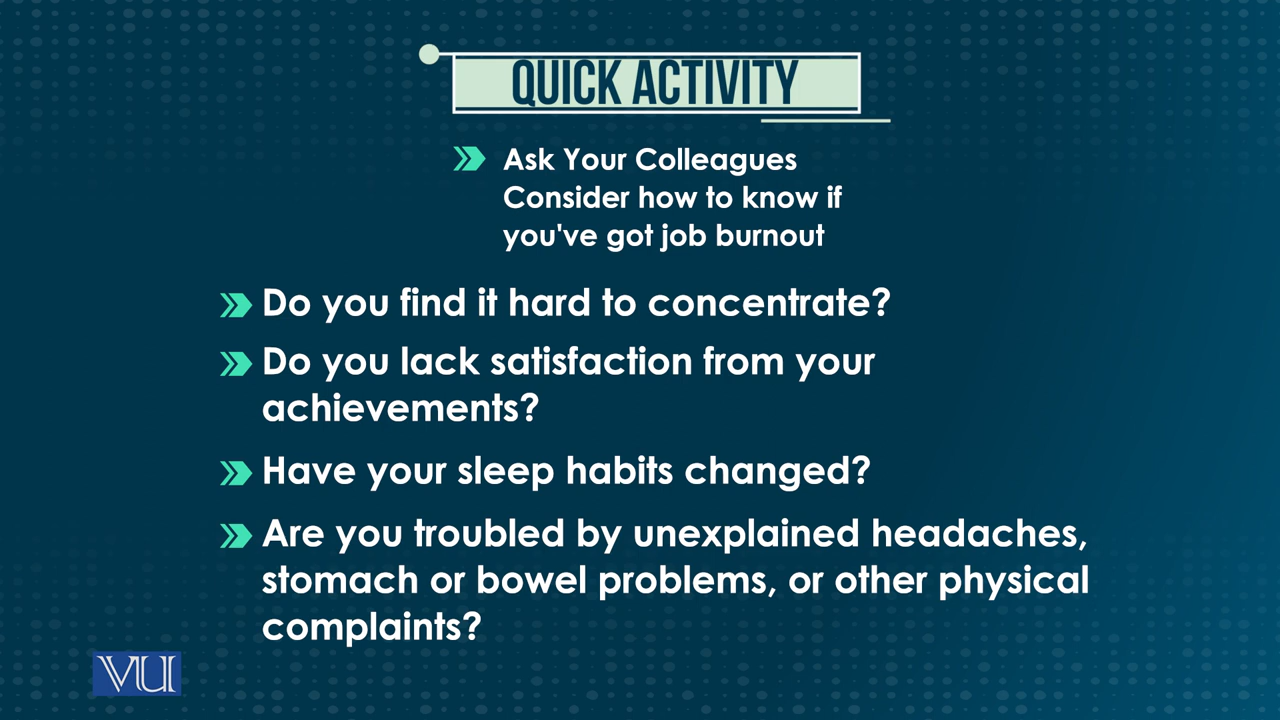 QUICK ACTIVITY
Ask Your Colleagues
Consider how to know if
you've got job burnout
Do you find it hard to concentrate?
Do you lack satisfaction from your
achievements?
Have your sleep habits changed?
Are you troubled by unexplained headaches,
stomach or bowel problems, or other physical
complaints?
VU